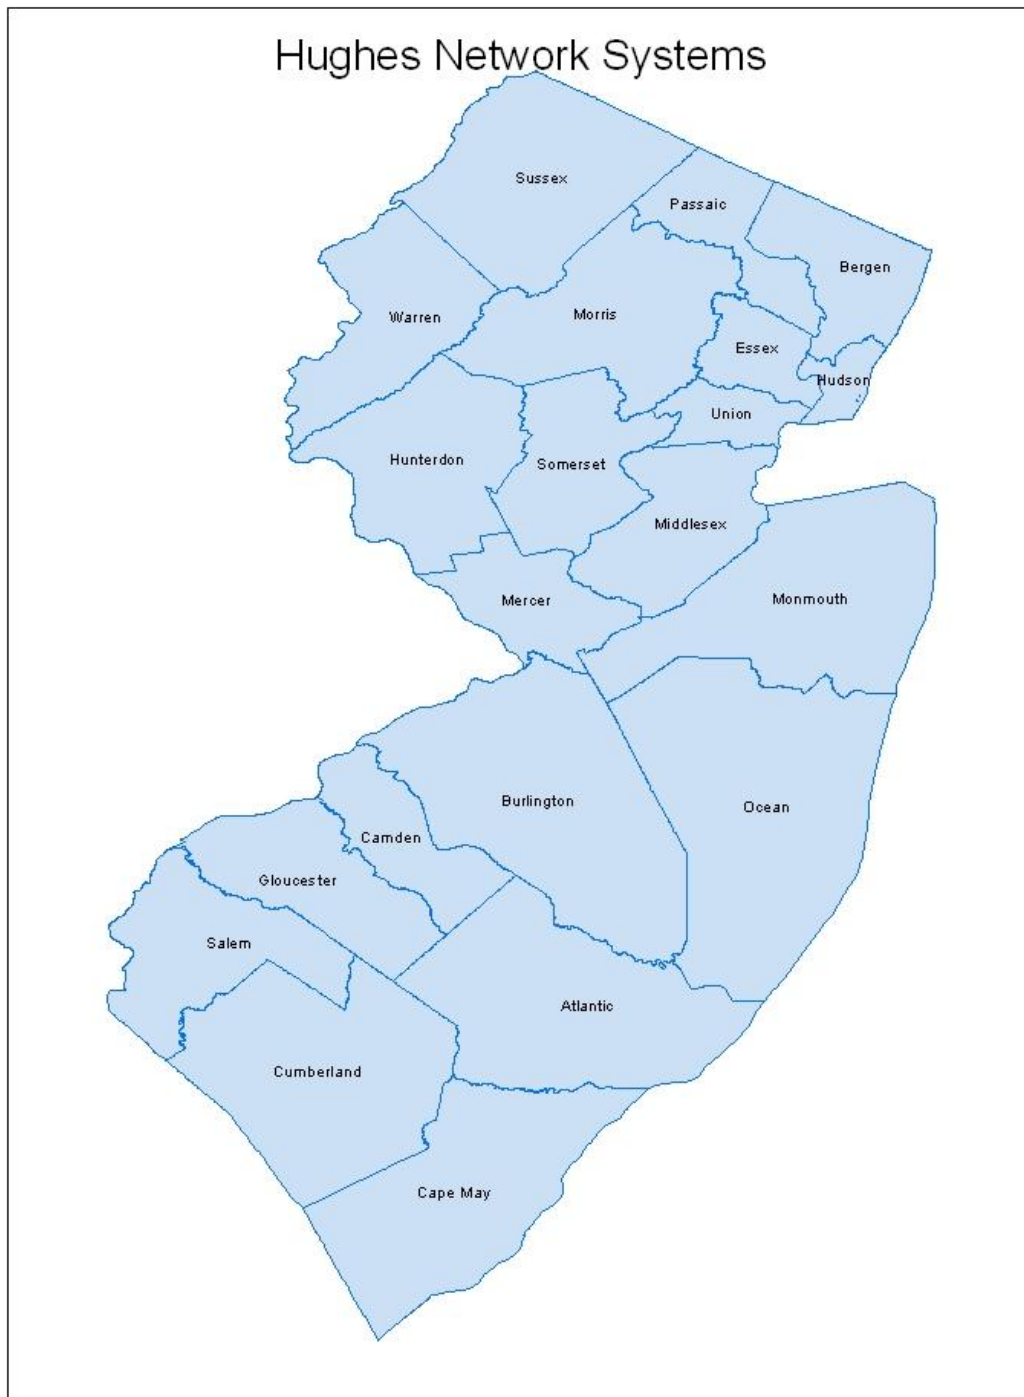 Hughes Network Systems
Sussex
Passaic
Bergen
Warren
Morris
Essex
Hudson
Union
Hunterdon
Somerset
Middlesex
Mercer
Monmouth
Burlington
Ocean
Camden
Gloucester
Salem
Atlantic
Cumberland
Cape May